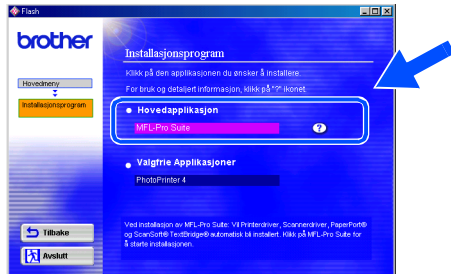 Flash
brother
Installasjonsprogram
Klikk på den applikasjonen du ønsker å installere.
For bruk og detaljert informasjon, klikk på "?" ikonet.
Hovedmeny
Installasjonsprogram
Hovedapplikasjon
MFL-Pro Suite
?
Valgfrie Applikasjoner
PhotoPrinter 4
Ved installasjon av MFL-Pro Suite: Vil Printerdriver, Scannerdriver, PaperPort®
og ScanSoft® TextBridge® automatisk bli installert. Klikk på MFL-Pro Suite for
å starte installasjonen.
Tilbake
Avslutt